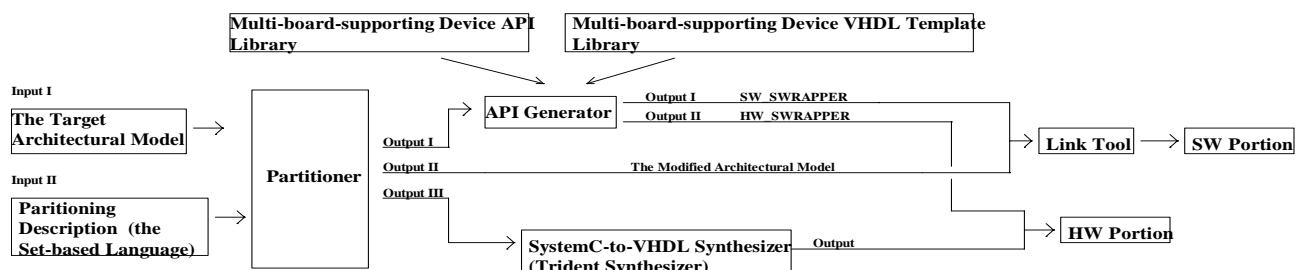 Multi-board-supporting Device API
Library
Multi-board-supporting Device VHDL Template
Library
Input I
The Target
Architectural Model
Input II
Paritioning
Description (the
Set-based Language)
Partitioner
Output I
Output II
Output III
API Generator
Output I SW_SWRAPPER
Output II HW_SWRAPPER
The Modified Architectural Model
SystemC-to-VHDL Synthesizer
(Trident Synthesizer)
Output
Link Tool
SW Portion
HW Portion